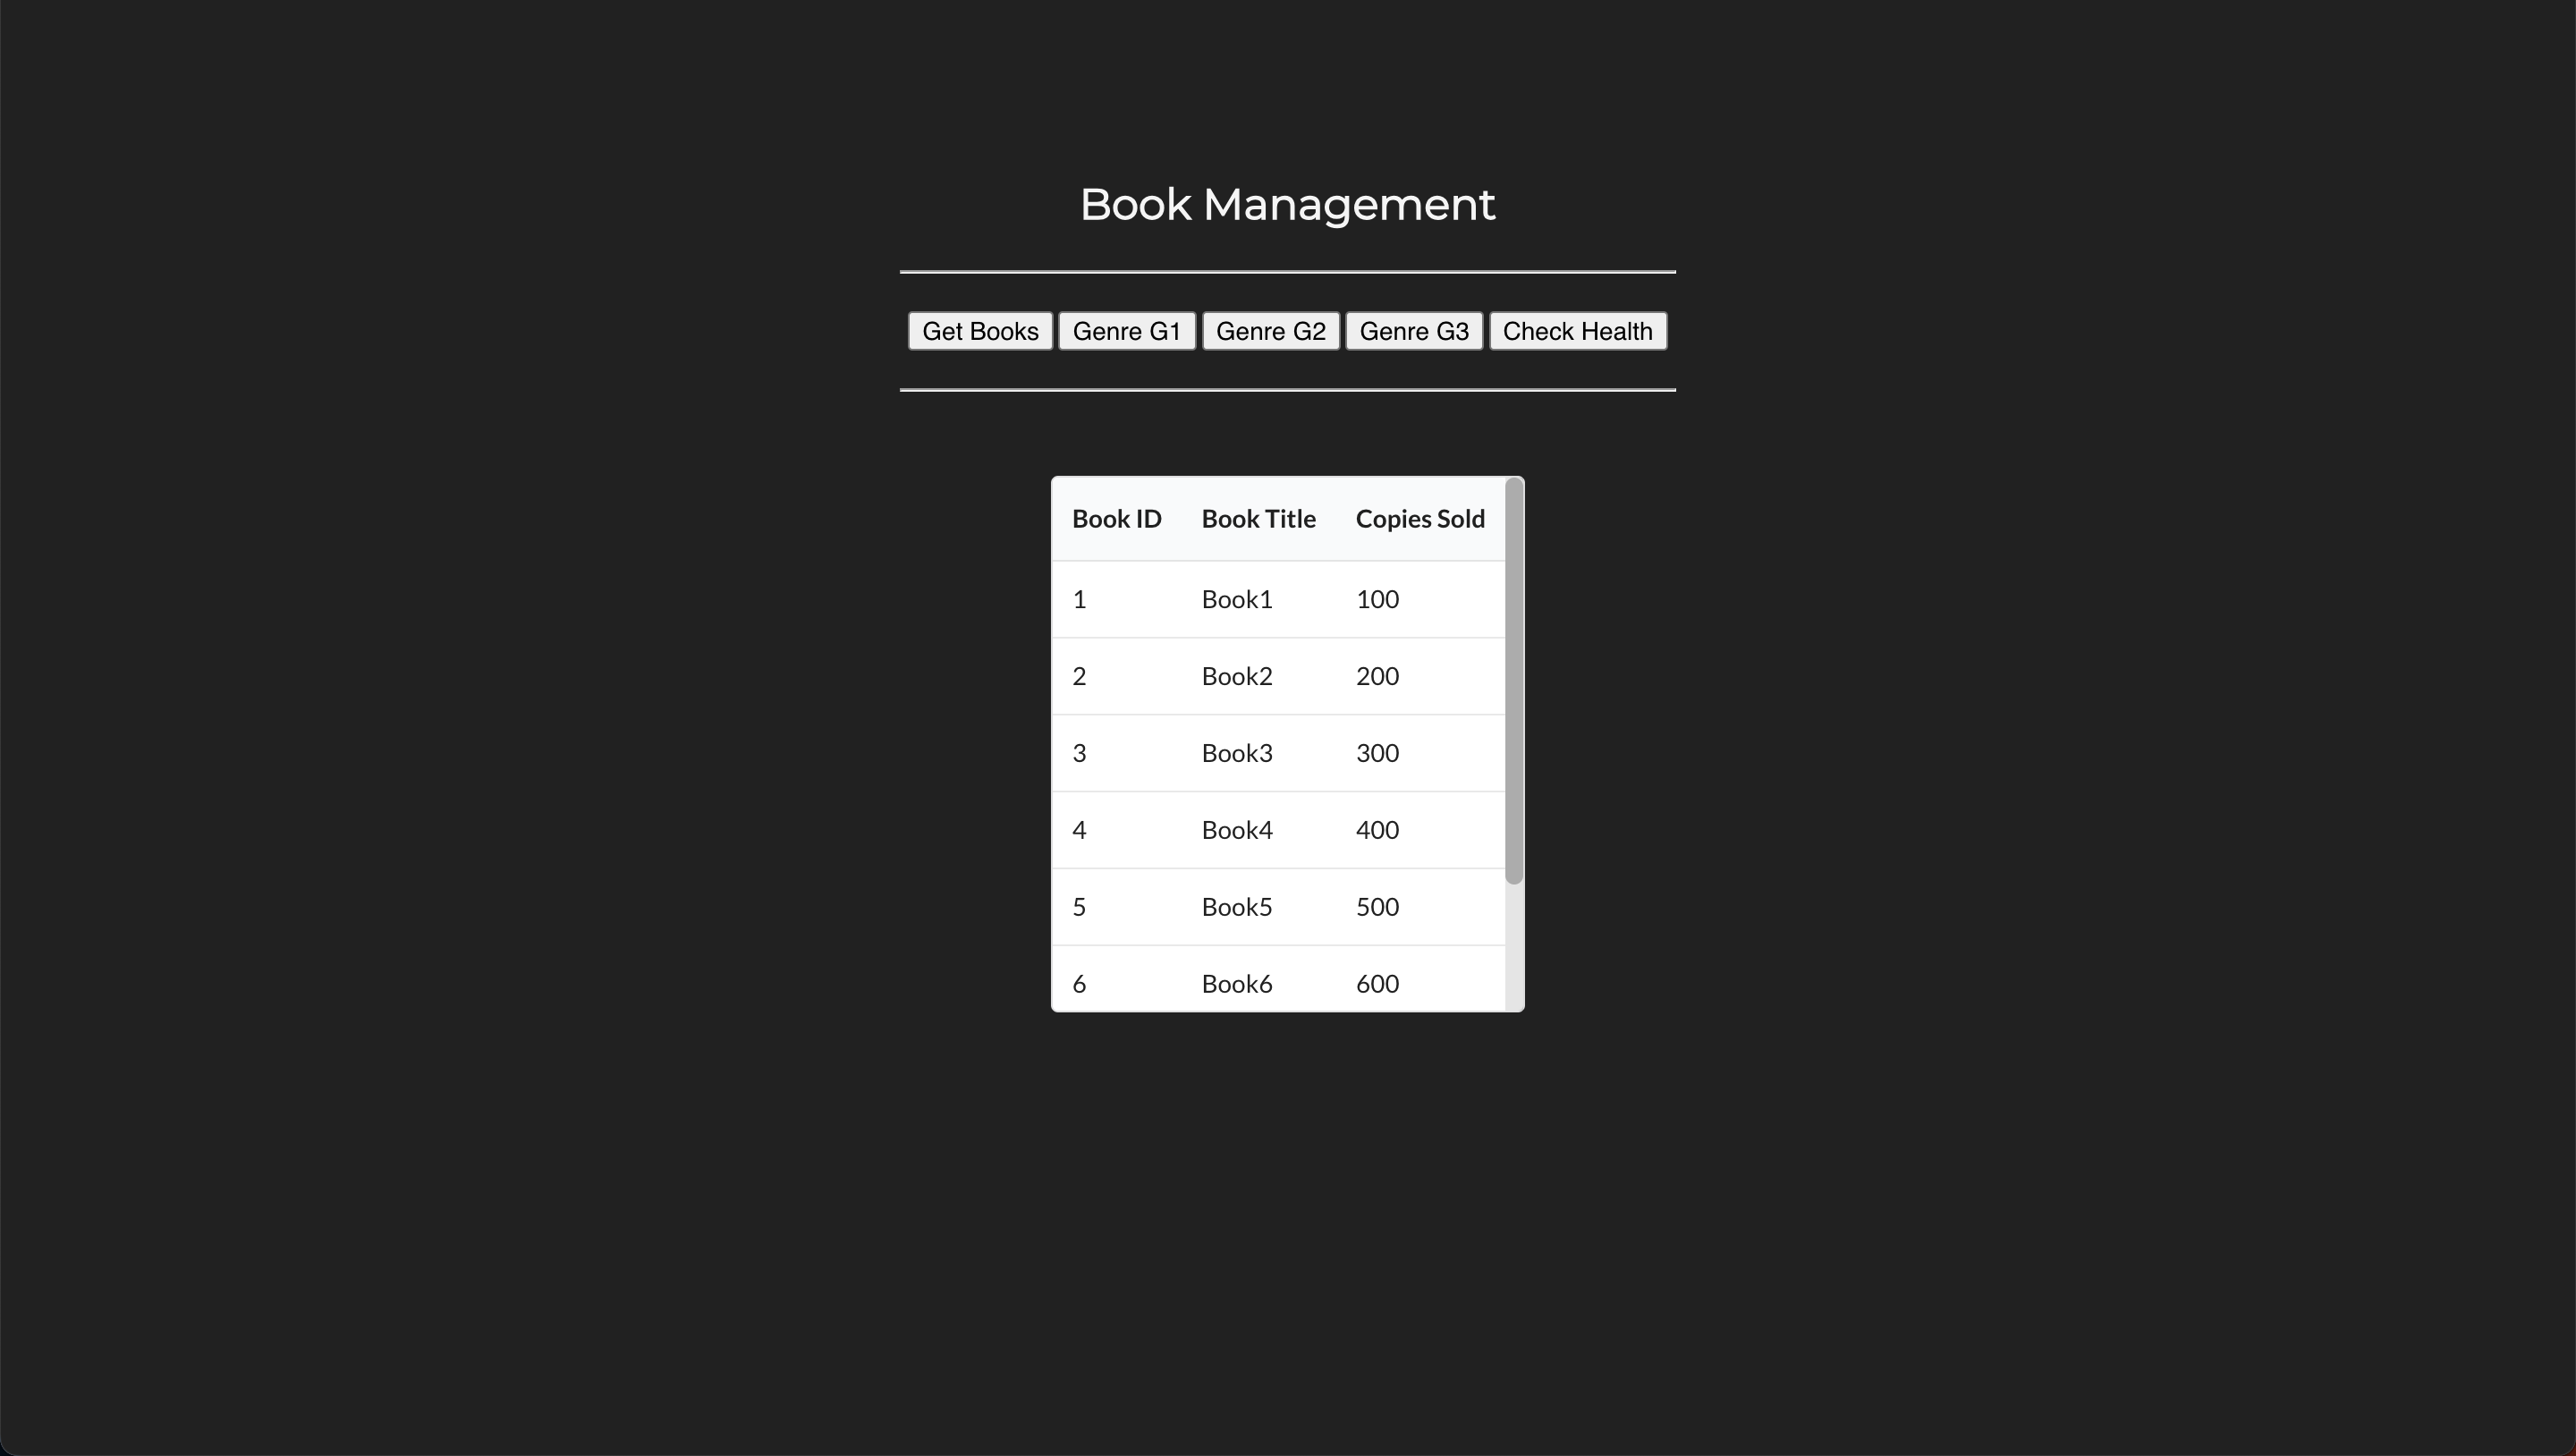 Book Management
Get Books Genre G1 Genre G2 Genre G3 Check Health
Book ID Book Title Copies Sold
1 Book1 100
2 Book2 200
3 Book3 300
4 Book4 400
5 Book5 500
6 Book6 600